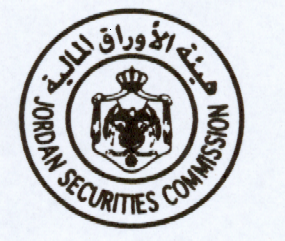 هيئة الأوراق المالية
JORDAN SECURITIES COMMISSION